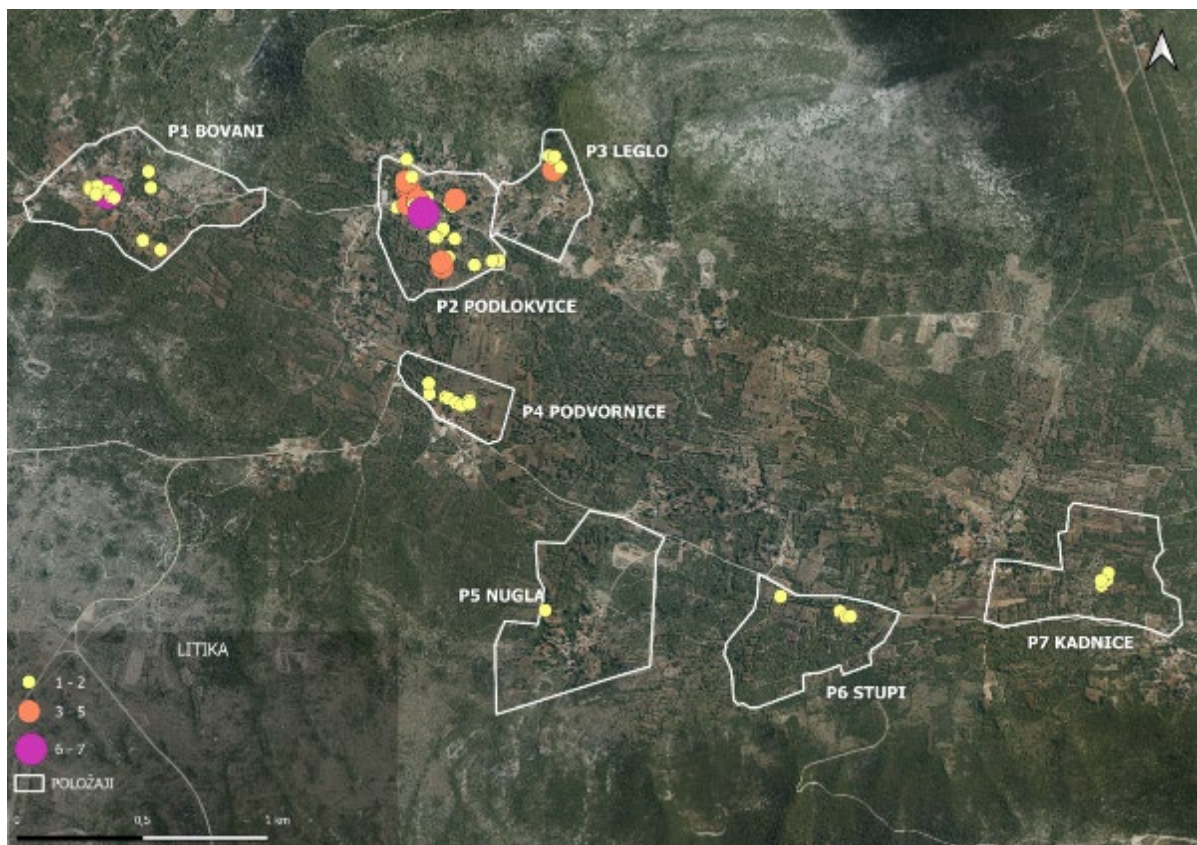 P1 BOVANI
P3 LEGLO
P2 PODLOKVICE
P4 PODVORNICE
P5 NUGLA
P7 KADNICE
P6 STUPI
LITIKA
1 - 2
3 - 5
6 - 7
POLOŽAJI
0 0,5 1 km